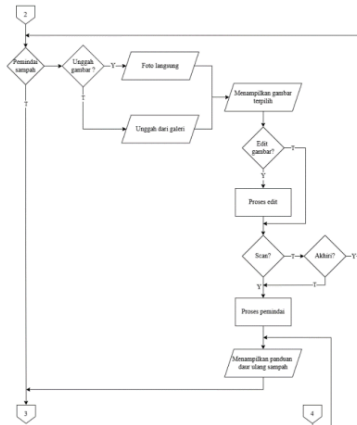 2
Pemindai
sampah
Unggah
gambar ?
Y
Foto langsung
T
T
Unggah dari galeri
Menampilkan gambar
terpilih
Edit
gambar?
T
Y
Proses edit
Scan?
T
Akhiri?
Y
Y
T
Proses pemindai
Menampilkan panduan
daur ulang sampah
3
4